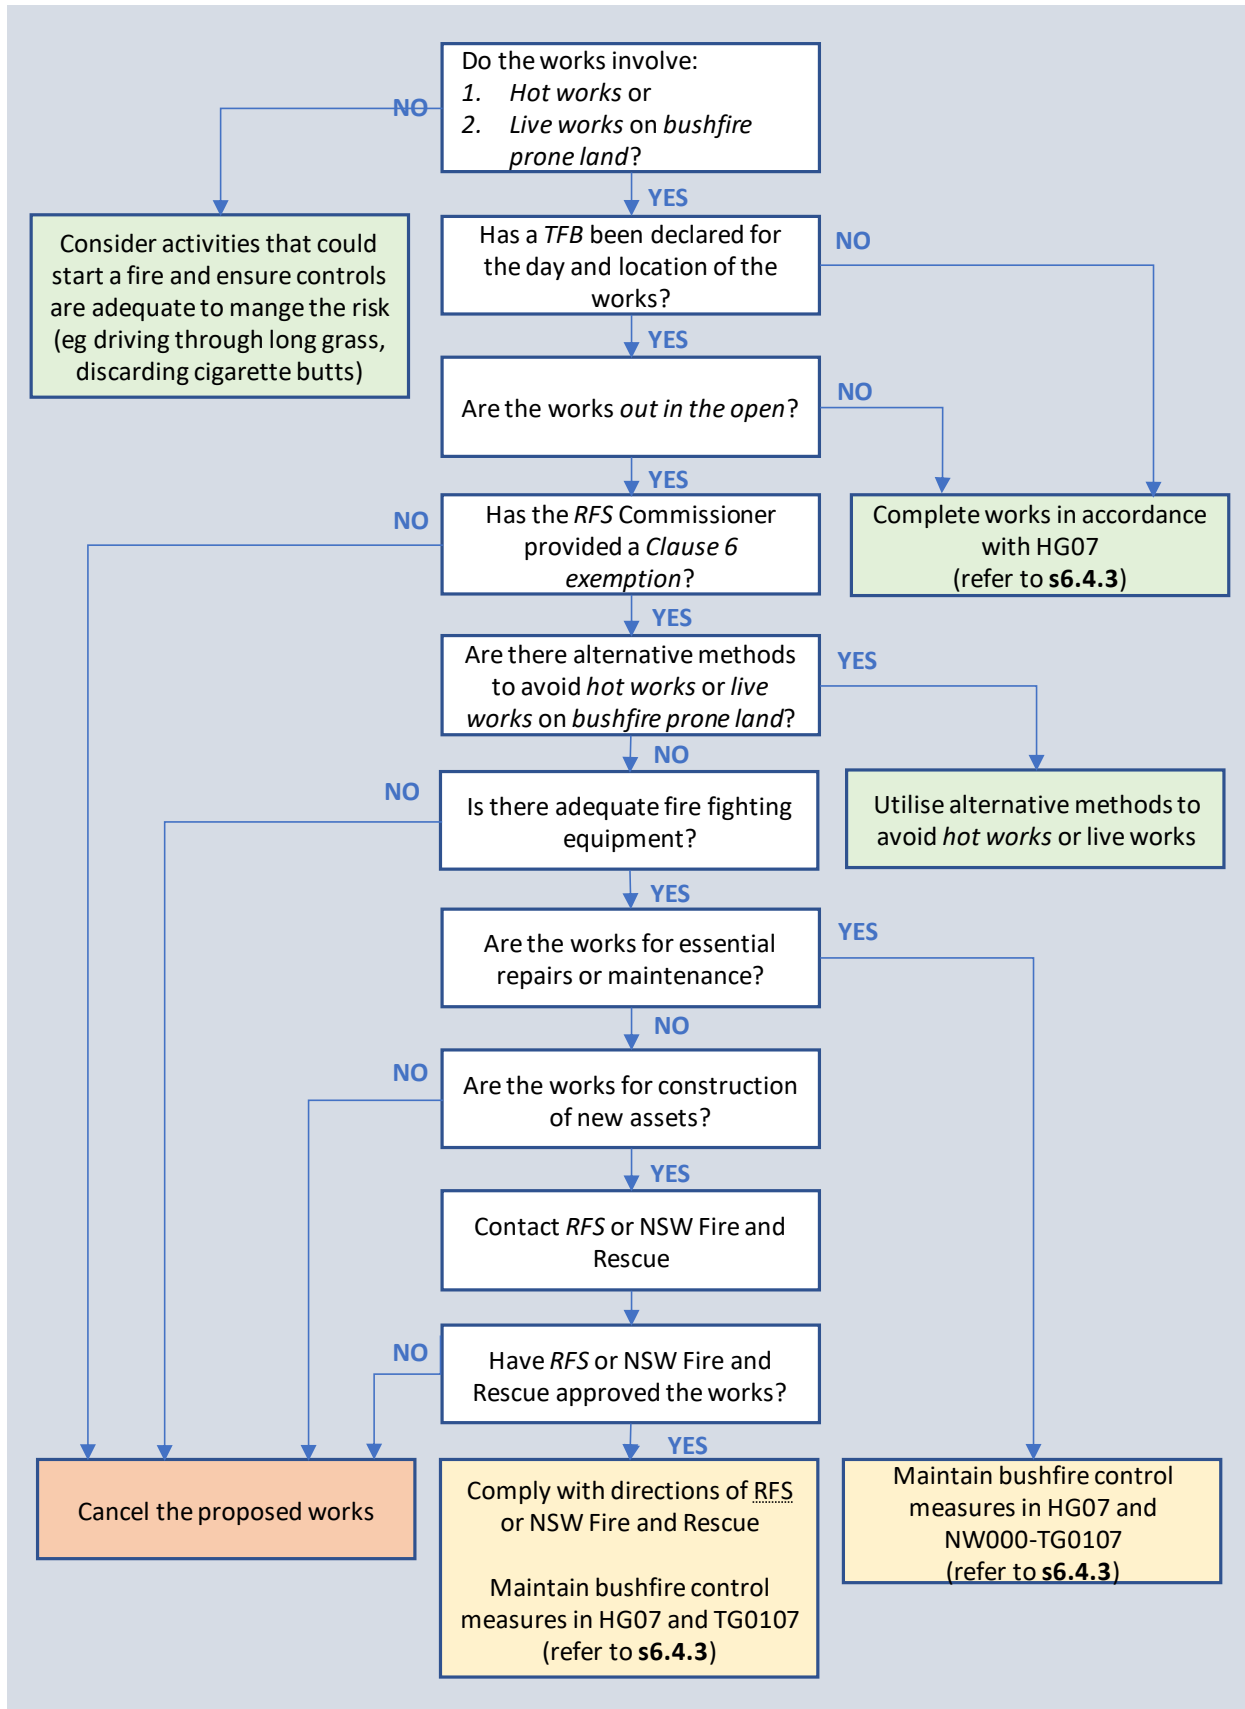 Do the works involve:
1. Hot works or
2. Live works on bushfire
prone land?
NO
YES
Consider activities that could
start a fire and ensure controls
are adequate to mange the risk
(eg driving through long grass,
discarding cigarette butts)
Has a TFB been declared for
the day and location of the
works?
NO
YES
Are the works out in the open?
NO
YES
Complete works in accordance
with HG07
(refer to s6.4.3)
Has the RFS Commissioner
provided a Clause 6
exemption?
NO
YES
Are there alternative methods
to avoid hot works or live
works on bushfire prone land?
YES
NO
Utilise alternative methods to
avoid hot works or live works
Is there adequate fire fighting
equipment?
NO
YES
Are the works for essential
repairs or maintenance?
YES
NO
Are the works for construction
of new assets?
NO
YES
Contact RFS or NSW Fire and
Rescue
Have RFS or NSW Fire and
Rescue approved the works?
NO
YES
Cancel the proposed works
Comply with directions of RFS
or NSW Fire and Rescue
Maintain bushfire control
measures in HG07 and TG0107
(refer to s6.4.3)
Maintain bushfire control
measures in HG07 and
NW000-TG0107
(refer to s6.4.3)